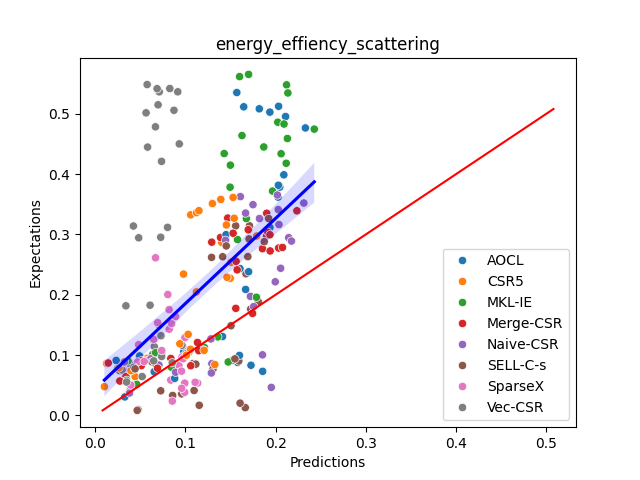 energy_effiency_scattering
Expectations
0.5
0.4
0.3
0.2
0.1
0.0
AOCL
CSR5
MKL-IE
Merge-CSR
Naive-CSR
SELL-C-s
SparseX
Vec-CSR
0.0 0.1 0.2 0.3 0.4 0.5
Predictions